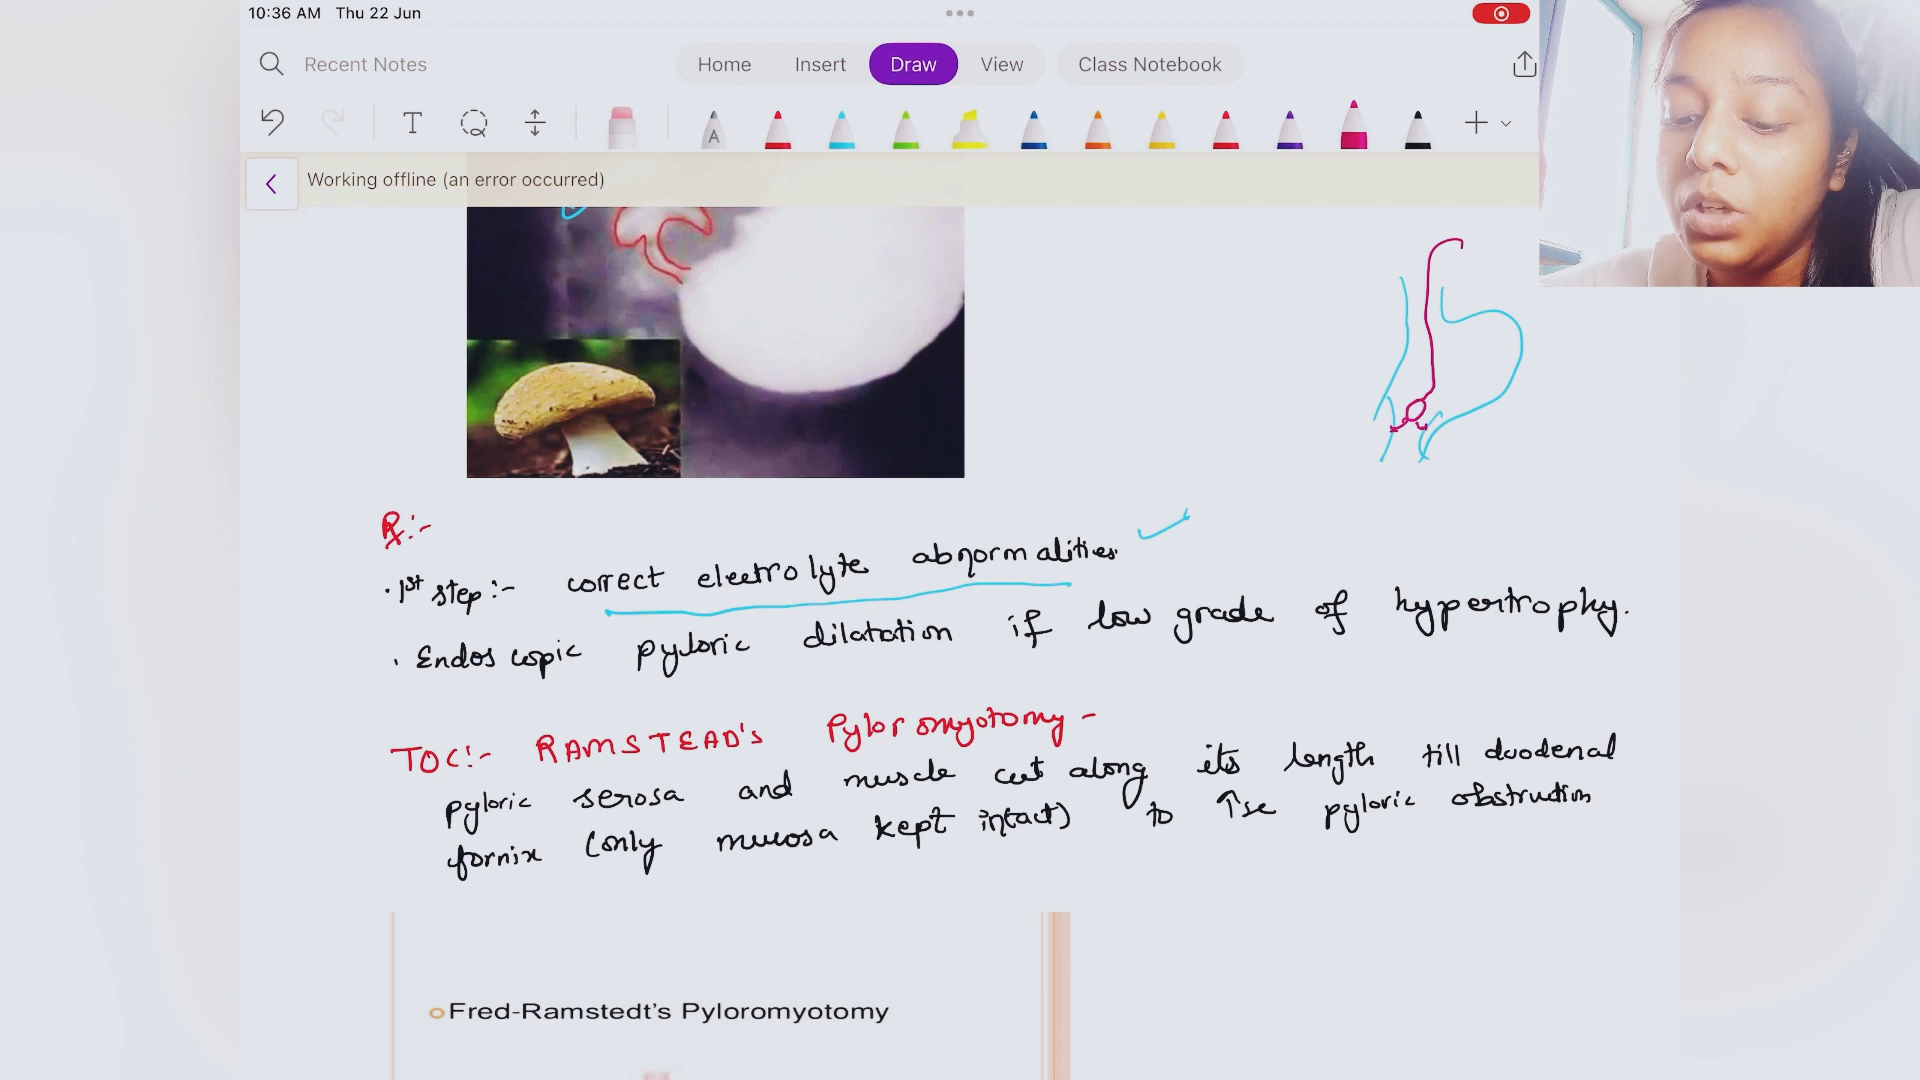 10:36 AM Thu 22 Jun
Recent Notes
Home Insert Draw View Class Notebook
T
A
Working offline (an error occurred)
Rx:-
• 1st step:- correct electrolyte abnormalities.
• Endoscopic pyloric dilatation if low grade of hypertrophy.
TOC:- RAMSTEAD's Pyloromyotomy -
pyloric serosa and muscle cut along its length till duodenal
fornix (only mucosa kept intact) to ↑se pyloric obstruction
Fred-Ramstedt's Pyloromyotomy